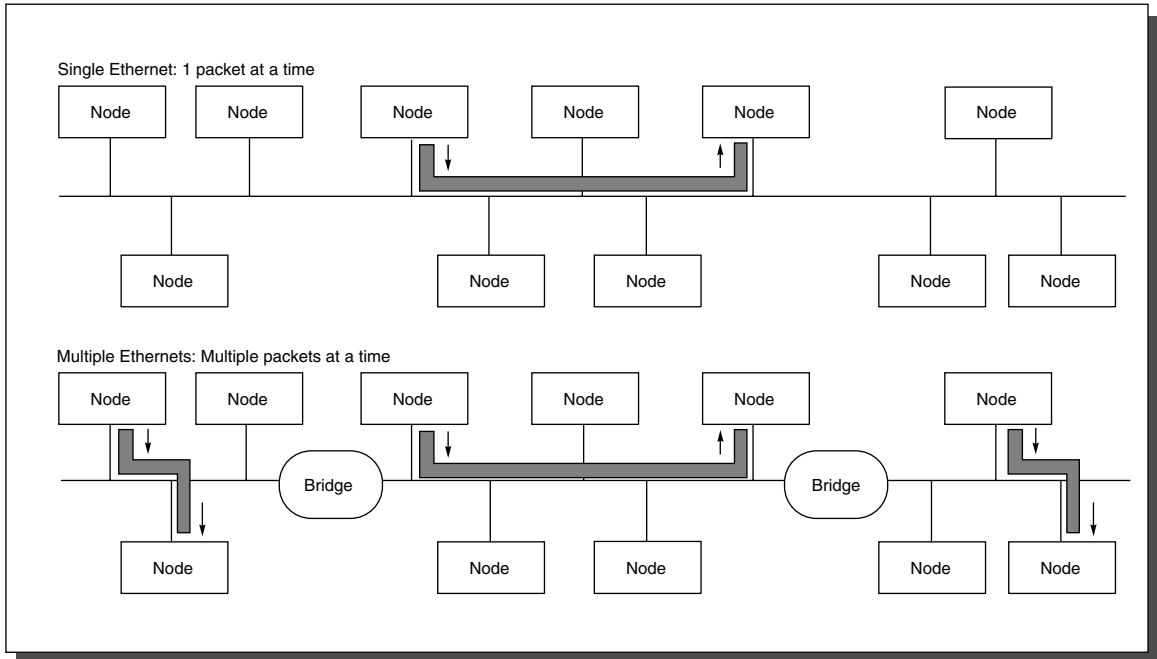 Single Ethernet: 1 packet at a time
Node Node Node Node Node Node
Node Node Node Node Node
Multiple Ethernets: Multiple packets at a time
Node Node Node Node Node Node
Bridge Bridge
Node Node Node Node Node